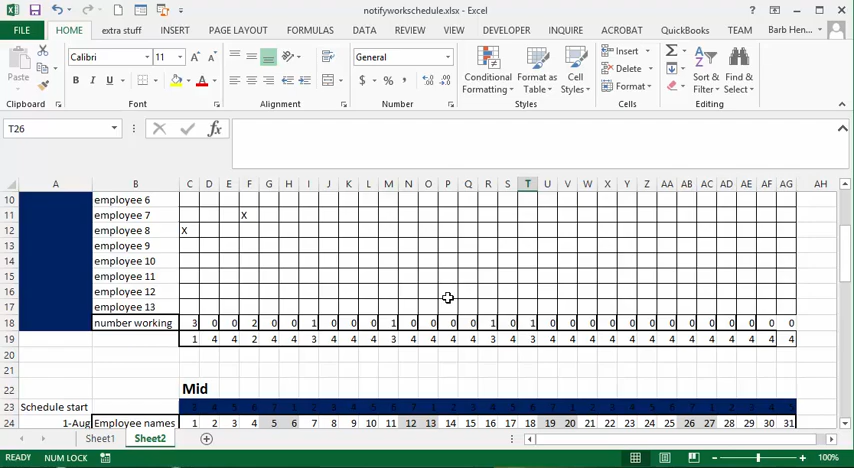 notifyworkschedule.xlsx - Excel
FILE HOME extra stuff INSERT PAGE LAYOUT FORMULAS DATA REVIEW VIEW DEVELOPER INQUIRE ACROBAT QuickBooks TEAM Barb Hen...
Paste
Calibri 11
General
Conditional Formatting
Format as Table
Cell Styles
Insert
Delete
Format
Sort & Filter
Find & Select
Clipboard Font Alignment Number Styles Cells Editing
T26 fx
A B C D E F G H I J K L M N O P Q R S T U V W X Y Z AA AB AC AD AE AF AG AH
10 employee 6
11 employee 7 X
12 employee 8 X
13 employee 9
14 employee 10
15 employee 11
16 employee 12
17 employee 13
18 number working 3 0 0 2 0 0 1 0 0 0 1 0 0 0 0 1 0 1 0 0 0 0 0 0 0 0 0 0 0 0 0
19 1 4 4 2 4 4 3 4 4 4 3 4 4 4 4 3 4 3 4 4 4 4 4 4 4 4 4 4 4 4 4
20
21
22 Mid
23 Schedule start
24 1-Aug Employee names 1 2 3 4 5 6 7 8 9 10 11 12 13 14 15 16 17 18 19 20 21 22 23 24 25 26 27 28 29 30 31
Sheet1 Sheet2
READY NUM LOCK 100%